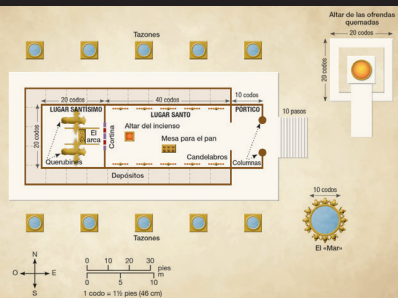 Altar de las ofrendas
quemadas
20 codos
20 codos
Tazones
20 codos
40 codos
10 codos
LUGAR SANTÍSIMO
LUGAR SANTO
PÓRTICO
20 codos
El
arca
Querubines
Cortina
Altar del incienso
Mesa para el pan
Candelabros
Columnas
10 pasos
Depósitos
10 codos
El «Mar»
Tazones
N
O
E
S
0 10 20 30
pies
m
0 5 10
1 codo = 1½ pies (46 cm)